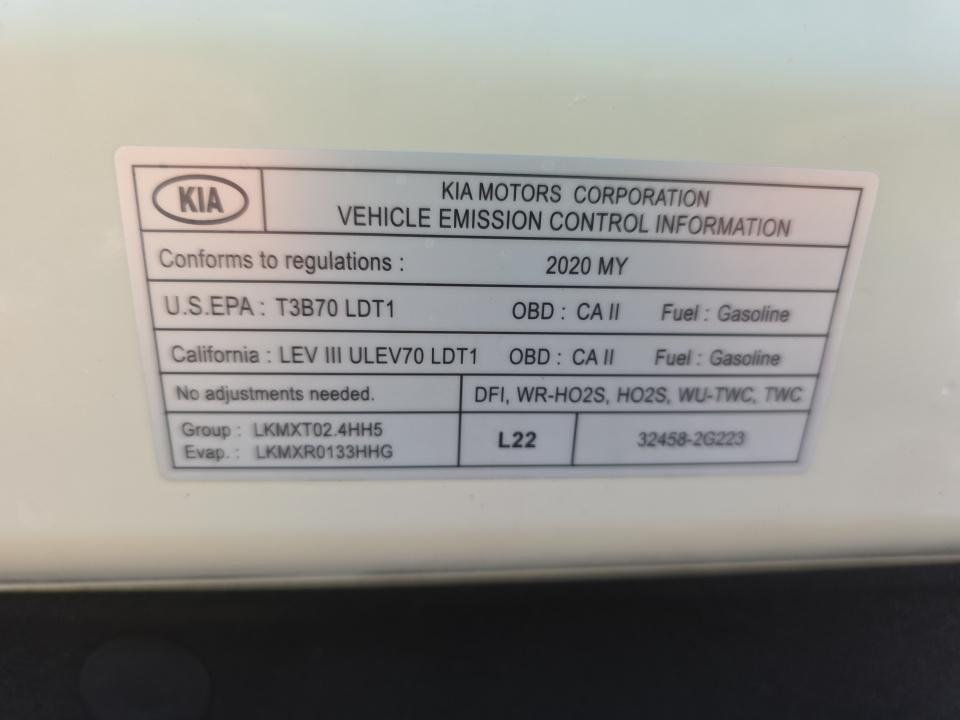 KIA
KIA MOTORS CORPORATION
VEHICLE EMISSION CONTROL INFORMATION
Conforms to regulations : 2020 MY
U.S.EPA : T3B70 LDT1 OBD : CA II Fuel : Gasoline
California : LEV III ULEV70 LDT1 OBD : CA II Fuel : Gasoline
No adjustments needed. DFI, WR-HO2S, HO2S, WU-TWC, TWC
Group : LKMXT02.4HH5
Evap. : LKMXR0133HHG
L22 32458-2G223